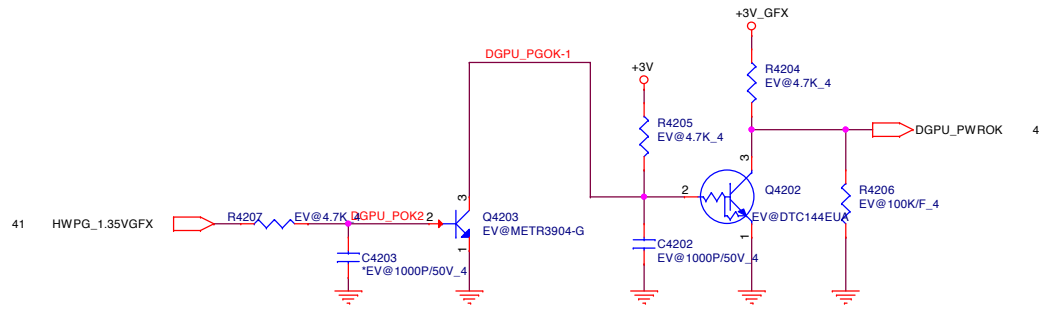 +3V_GFX
DGPU_PGOK-1
+3V
R4204
EV@4.7K_4
R4205
EV@4.7K_4
DGPU_PWROK 4
3
3
2
Q4202
EV@DTC144EUA
R4206
EV@100K/F_4
41 HWPG_1.35VGFX
R4207 EV@4.7K_4
DGPU_POK2
2
Q4203
EV@METR3904-G
1
1
C4203
*EV@1000P/50V_4
C4202
EV@1000P/50V_4